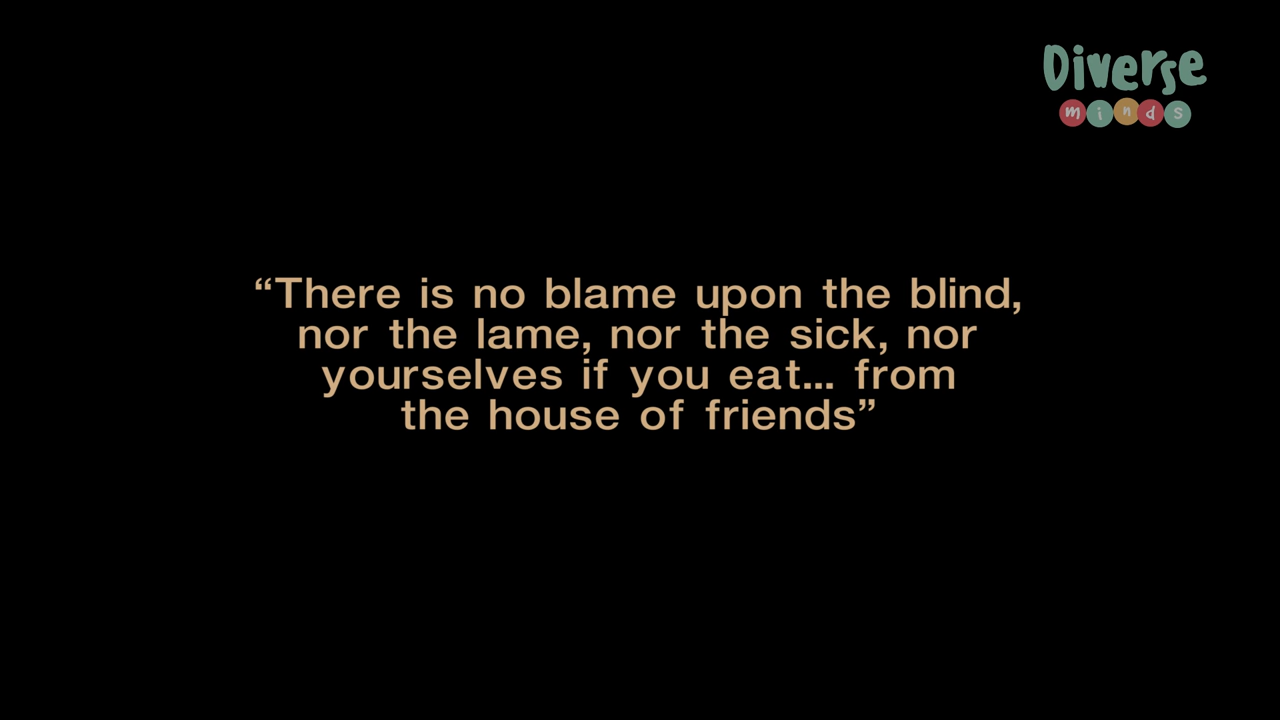 Diverse
minds
“There is no blame upon the blind,
nor the lame, nor the sick, nor
yourselves if you eat... from
the house of friends”